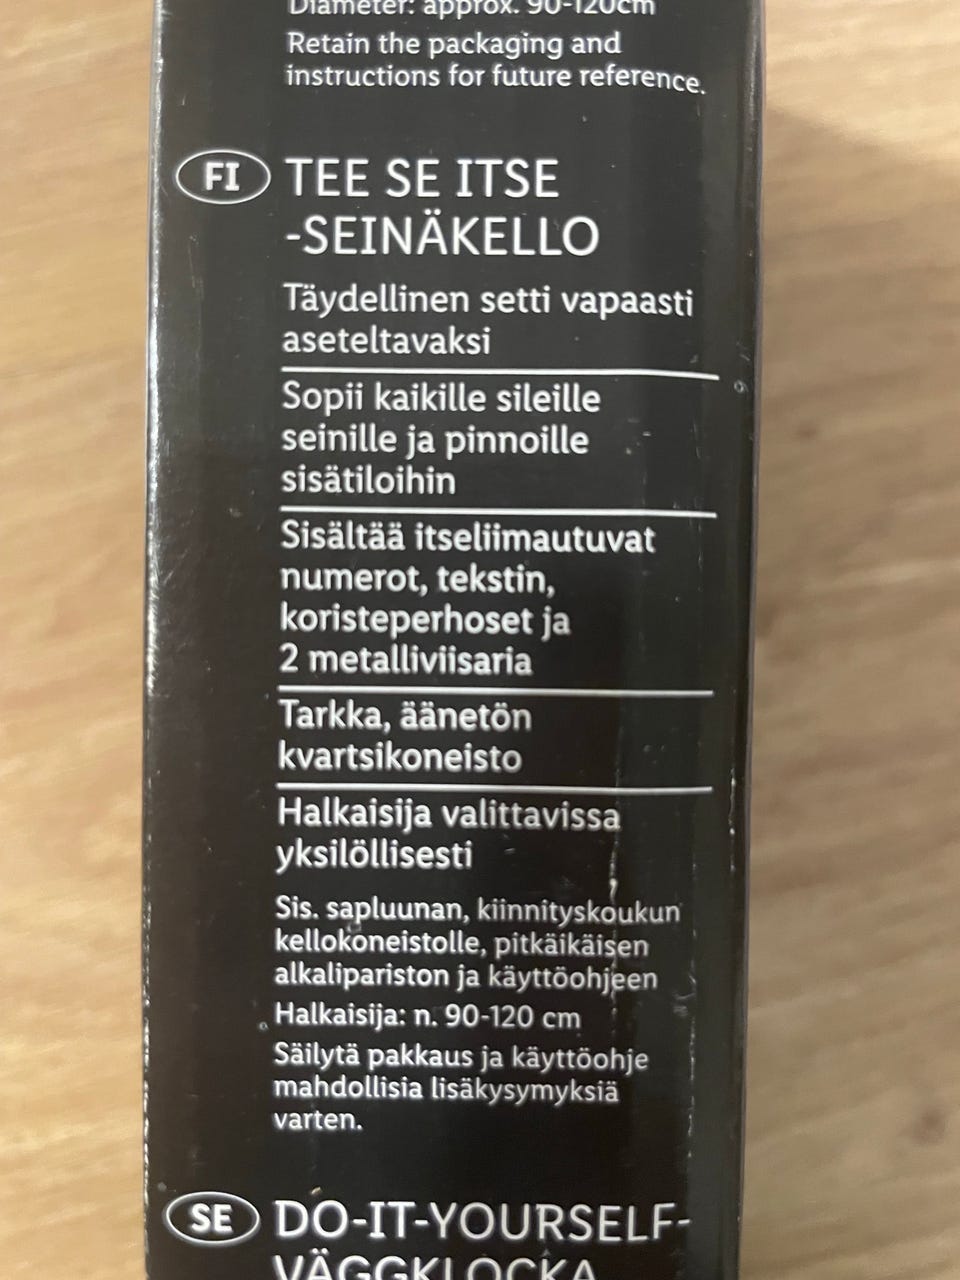 Diameter: approx. 90-120cm
Retain the packaging and
instructions for future reference.
FI TEE SE ITSE
-SEINÄKELLO
Täydellinen setti vapaasti
aseteltavaksi
Sopii kaikille sileille
seinille ja pinnoille
sisätiloihin
Sisältää itseliimautuvat
numerot, tekstin,
koristeperhoset ja
2 metalliviisaria
Tarkka, äänetön
kvartsikoneisto
Halkaisija valittavissa
yksilöllisesti
Sis. sapluunan, kiinnityskoukun
kellokoneistolle, pitkäikäisen
alkalipariston ja käyttöohjeen
Halkaisija: n. 90-120 cm
Säilytä pakkaus ja käyttöohje
mahdollisia lisäkysymyksiä
varten.
SE DO-IT-YOURSELF-
VÄGGKLOCKA